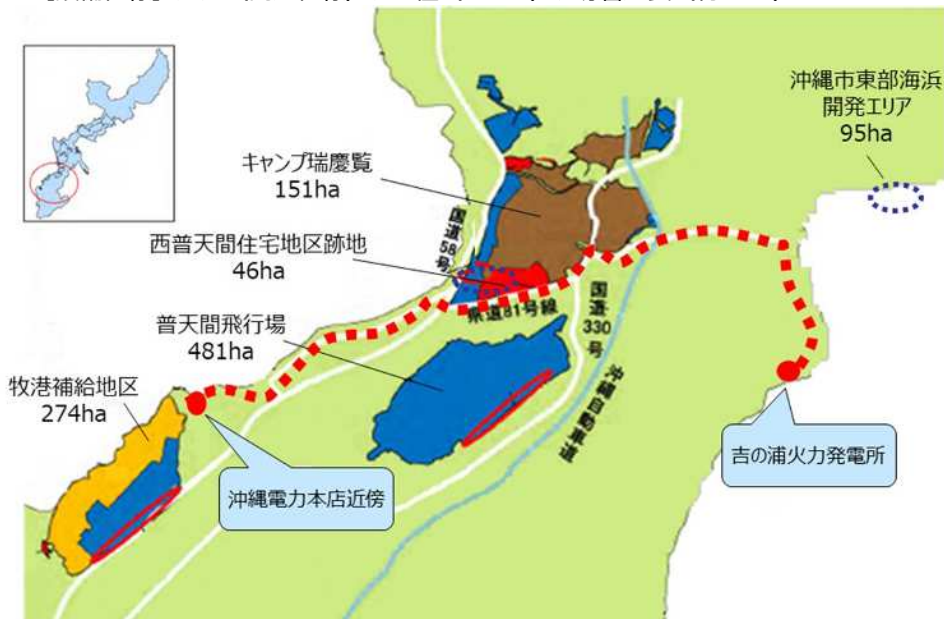 沖縄市東部海浜
開発エリア
95ha
キャンプ瑞慶覧
151ha
国道58号
西普天間住宅地区跡地
46ha
県道81号線
国道330号
普天間飛行場
481ha
沖縄自動車道
牧港補給地区
274ha
吉の浦火力発電所
沖縄電力本店近傍